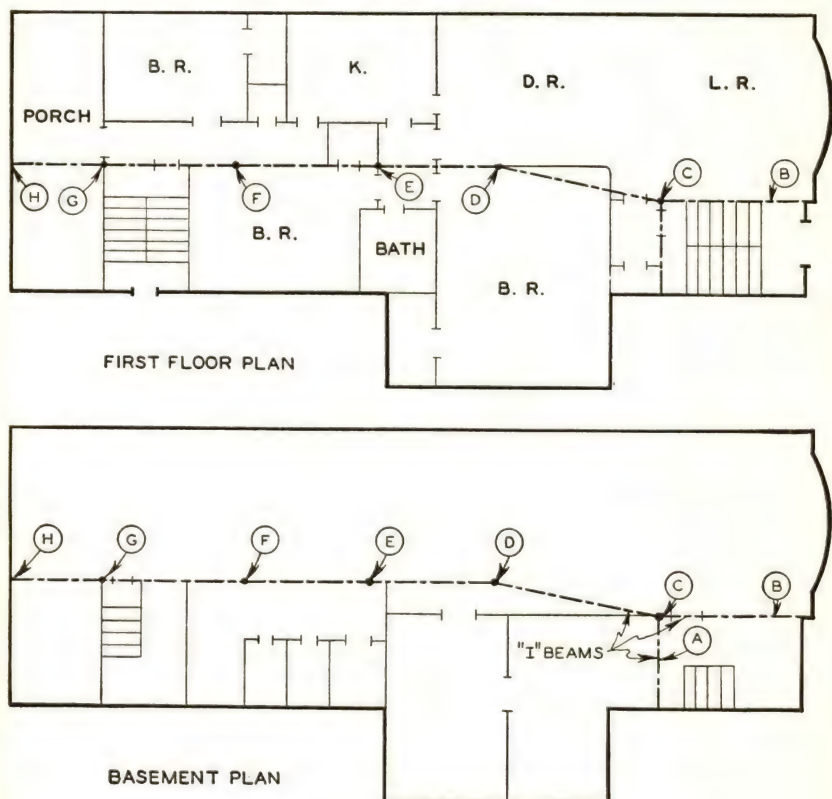 B. R.
K.
D. R.
L. R.
PORCH
H
G
F
E
D
C
B
B. R.
BATH
B. R.
FIRST FLOOR PLAN
H
G
F
E
D
C
B
"I" BEAMS
A
BASEMENT PLAN